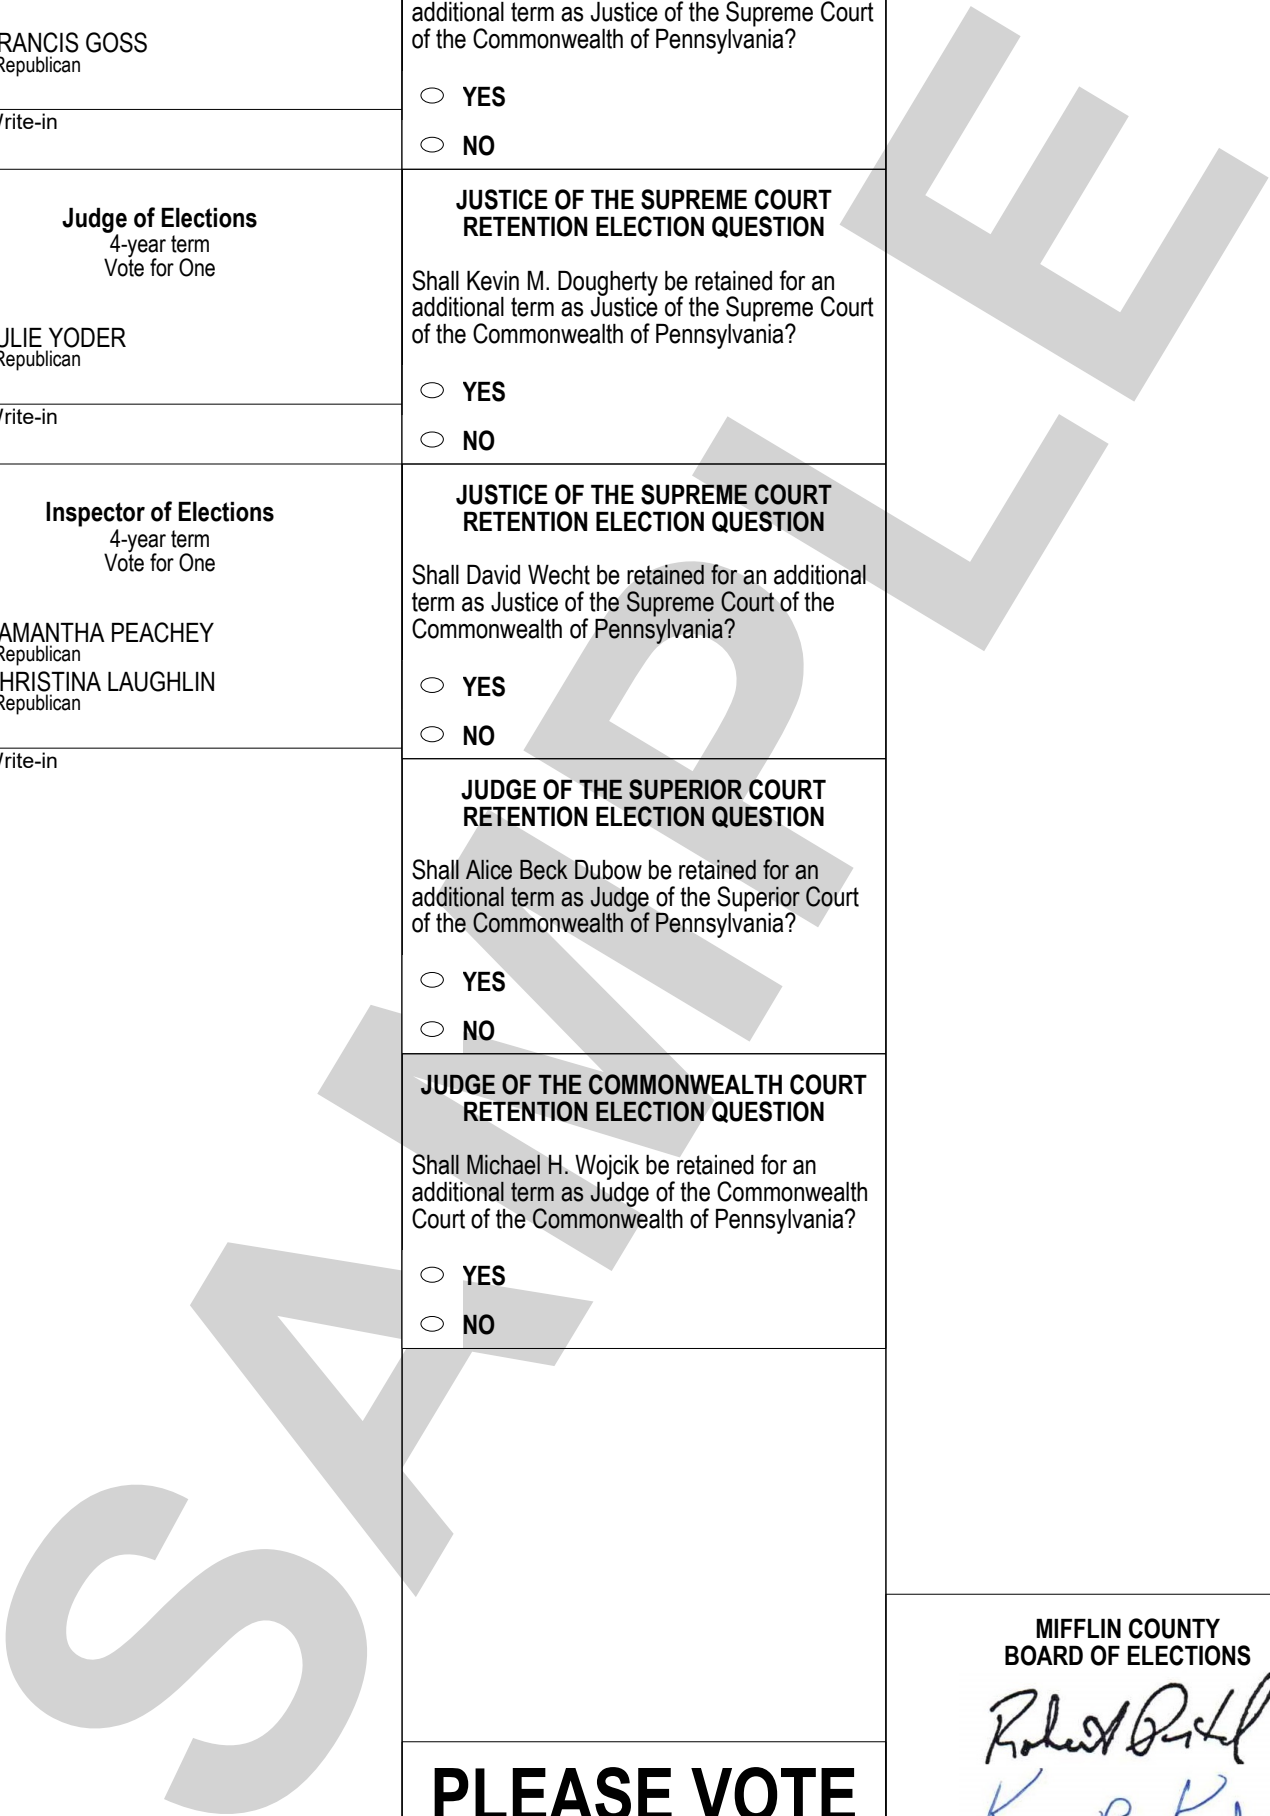 RANCIS GOSS
Republican
rite-in
Judge of Elections
4-year term
Vote for One
ULIE YODER
Republican
rite-in
Inspector of Elections
4-year term
Vote for One
AMANTHA PEACHEY
Republican
HRISTINA LAUGHLIN
Republican
rite-in
additional term as Justice of the Supreme Court
of the Commonwealth of Pennsylvania?
YES
NO
JUSTICE OF THE SUPREME COURT
RETENTION ELECTION QUESTION
Shall Kevin M. Dougherty be retained for an
additional term as Justice of the Supreme Court
of the Commonwealth of Pennsylvania?
YES
NO
JUSTICE OF THE SUPREME COURT
RETENTION ELECTION QUESTION
Shall David Wecht be retained for an additional
term as Justice of the Supreme Court of the
Commonwealth of Pennsylvania?
YES
NO
JUDGE OF THE SUPERIOR COURT
RETENTION ELECTION QUESTION
Shall Alice Beck Dubow be retained for an
additional term as Judge of the Superior Court
of the Commonwealth of Pennsylvania?
YES
NO
JUDGE OF THE COMMONWEALTH COURT
RETENTION ELECTION QUESTION
Shall Michael H. Wojcik be retained for an
additional term as Judge of the Commonwealth
Court of the Commonwealth of Pennsylvania?
YES
NO
PLEASE VOTE
MIFFLIN COUNTY
BOARD OF ELECTIONS
Robert
SAMPLE